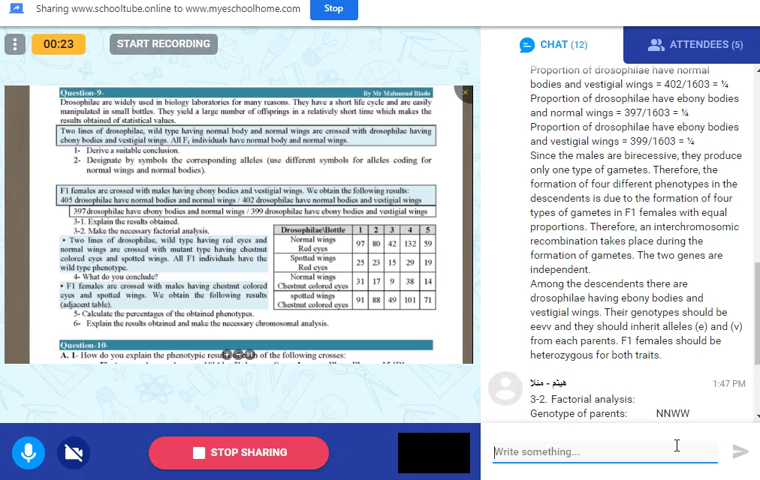 Sharing www.schooltube.online to www.myeschoolhome.com
Stop
00:23
START RECORDING
CHAT (12)
ATTENDEES (5)
Question-9-
By Mr Mahmoud Biado
Drosophilae are widely used in biology laboratories for many reasons. They have a short life cycle and are easily
manipulated in small bottles. They yield a large number of offsprings in a relatively short time which makes the
results obtained of statistical values.
Two lines of drosophilae, wild type having normal body and normal wings are crossed with drosophilae having
ebony bodies and vestigial wings. All F₁ individuals have normal body and normal wings.
1- Derive a suitable conclusion.
2- Designate by symbols the corresponding alleles (use different symbols for alleles coding for
normal wings and normal bodies).
F1 females are crossed with males having ebony bodies and vestigial wings. We obtain the following results:
405 drosophilae have normal bodies and normal wings / 402 drosophilae have normal bodies and vestigial wings
397drosophilae have ebony bodies and normal wings / 399 drosophilae have ebony bodies and vestigial wings
3-1. Explain the results obtained.
3-2. Make the necessary factorial analysis.
• Two lines of drosophilae, wild type having red eyes and
normal wings are crossed with mutant type having chestnut
colored eyes and spotted wings. All F1 individuals have the
wild type phenotype.
4- What do you conclude?
• F1 females are crossed with males having chestnut colored
eyes and spotted wings. We obtain the following results
(adjacent table).
Drosophilae\Bottle 1 2 3 4 5
Normal wings
Red eyes 97 80 42 132 59
Spotted wings
Red eyes 25 23 15 29 19
Normal wings
Chestnut colored eyes 31 17 9 38 14
spotted wings
Chestnut colored eyes 91 88 49 101 71
5- Calculate the percentages of the obtained phenotypes.
6- Explain the results obtained and make the necessary chromosomal analysis.
Question-10-
A. 1- How do you explain the phenotypic results of each of the following crosses:
STOP SHARING
Proportion of drosophilae have normal
bodies and vestigial wings = 402/1603 = ¼
Proportion of drosophilae have ebony bodies
and normal wings = 397/1603 = ¼
Proportion of drosophilae have ebony bodies
and vestigial wings = 399/1603 = ¼
Since the males are birecessive, they produce
only one type of gametes. Therefore, the
formation of four different phenotypes in the
descendents is due to the formation of four
types of gametes in F1 females with equal
proportions. Therefore, an interchromosomic
recombination takes place during the
formation of gametes. The two genes are
independent.
Among the descendents there are
drosophilae having ebony bodies and
vestigial wings. Their genotypes should be
eevv and they should inherit alleles (e) and (v)
from each parents. F1 females should be
heterozygous for both traits.
هيثم - منلا
1:47 PM
3-2. Factorial analysis:
Genotype of parents: NNWW
Write something...